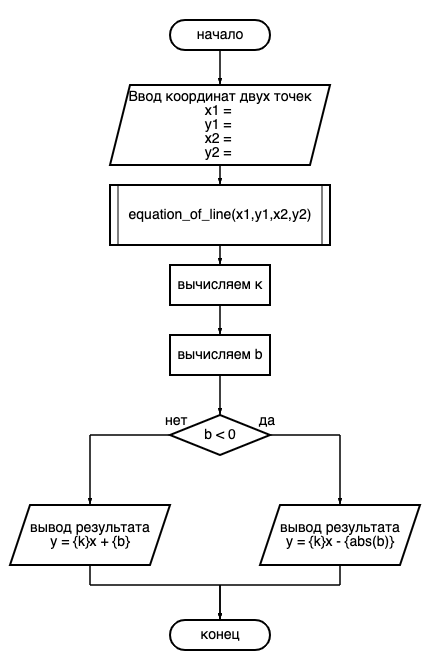 начало
Ввод координат двух точек
x1 =
y1 =
x2 =
y2 =
equation_of_line(x1,y1,x2,y2)
вычисляем к
вычисляем b
нет
да
b < 0
вывод результата
y = {k}x + {b}
вывод результата
y = {k}x - {abs(b)}
конец